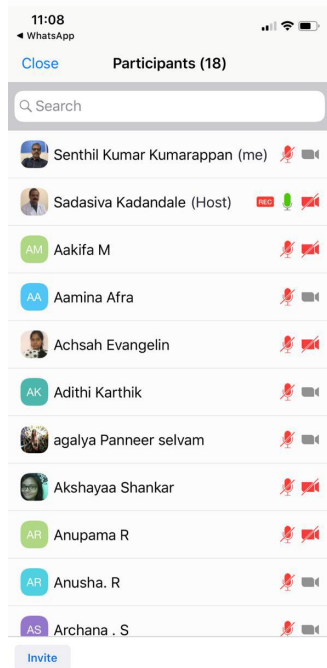 11:08
◀ WhatsApp
Close Participants (18)
Search
Senthil Kumar Kumarappan (me)
Sadasiva Kadandale (Host) REC
AM Aakifa M
AA Aamina Afra
Achsah Evangelin
AK Adithi Karthik
agalya Panneer selvam
Akshayaa Shankar
AR Anupama R
AR Anusha. R
AS Archana . S
Invite